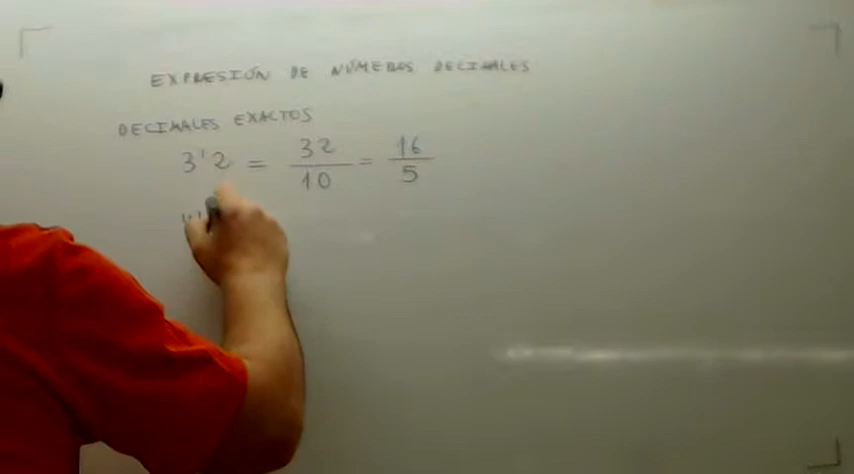 EXPRESIÓN DE NÚMEROS DECIMALES
DECIMALES EXACTOS
3'2 = 32/10 = 16/5